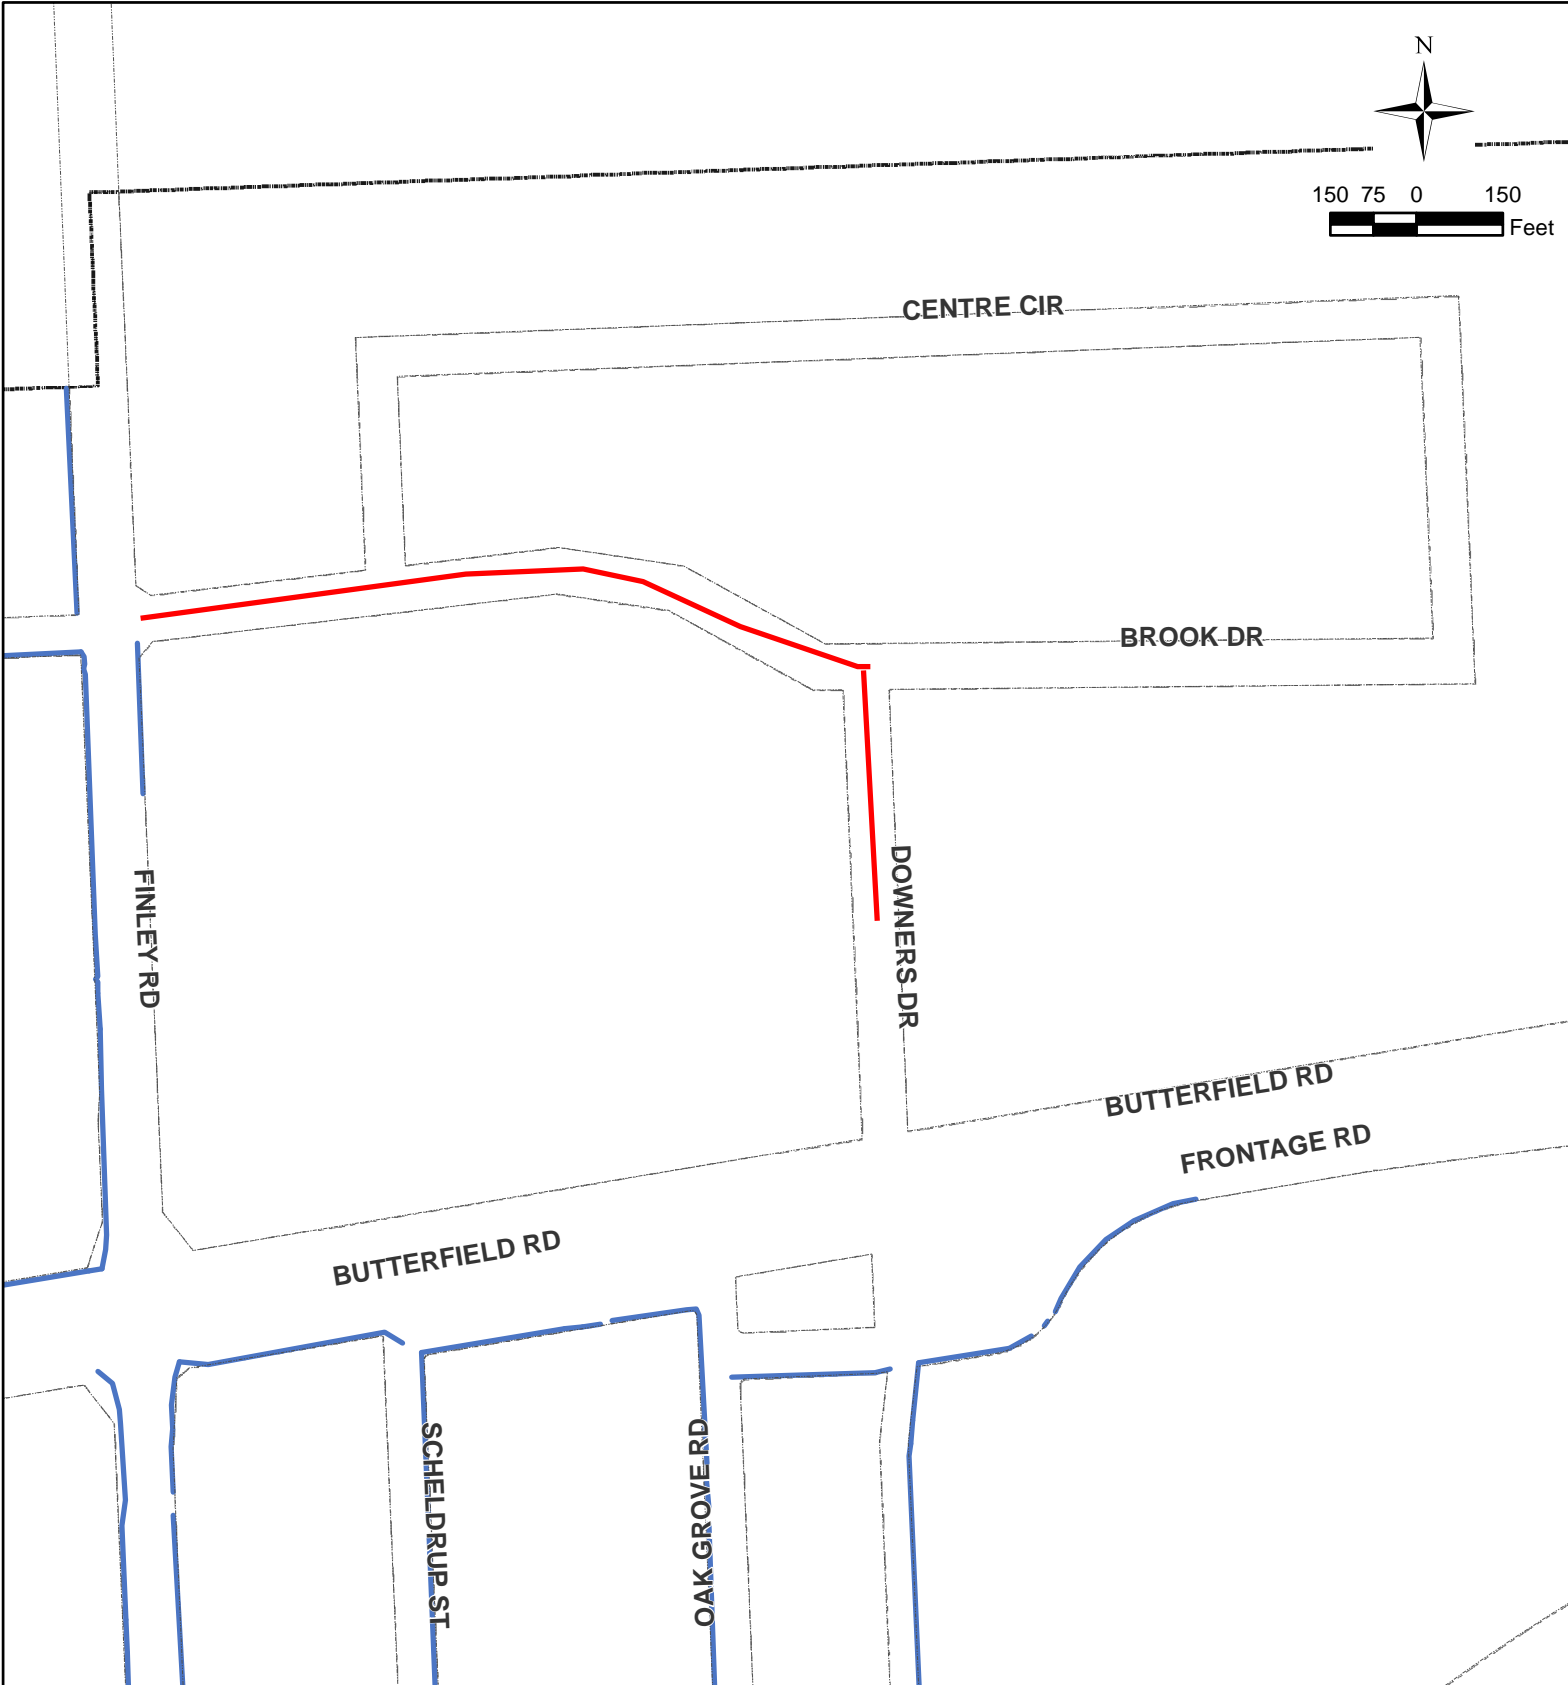 N
150 75 0 150
Feet
CENTRE CIR
BROOK DR
FINLEY RD
DOWNERS DR
BUTTERFIELD RD
FRONTAGE RD
BUTTERFIELD RD
SCHELDRUP ST
OAK GROVE RD